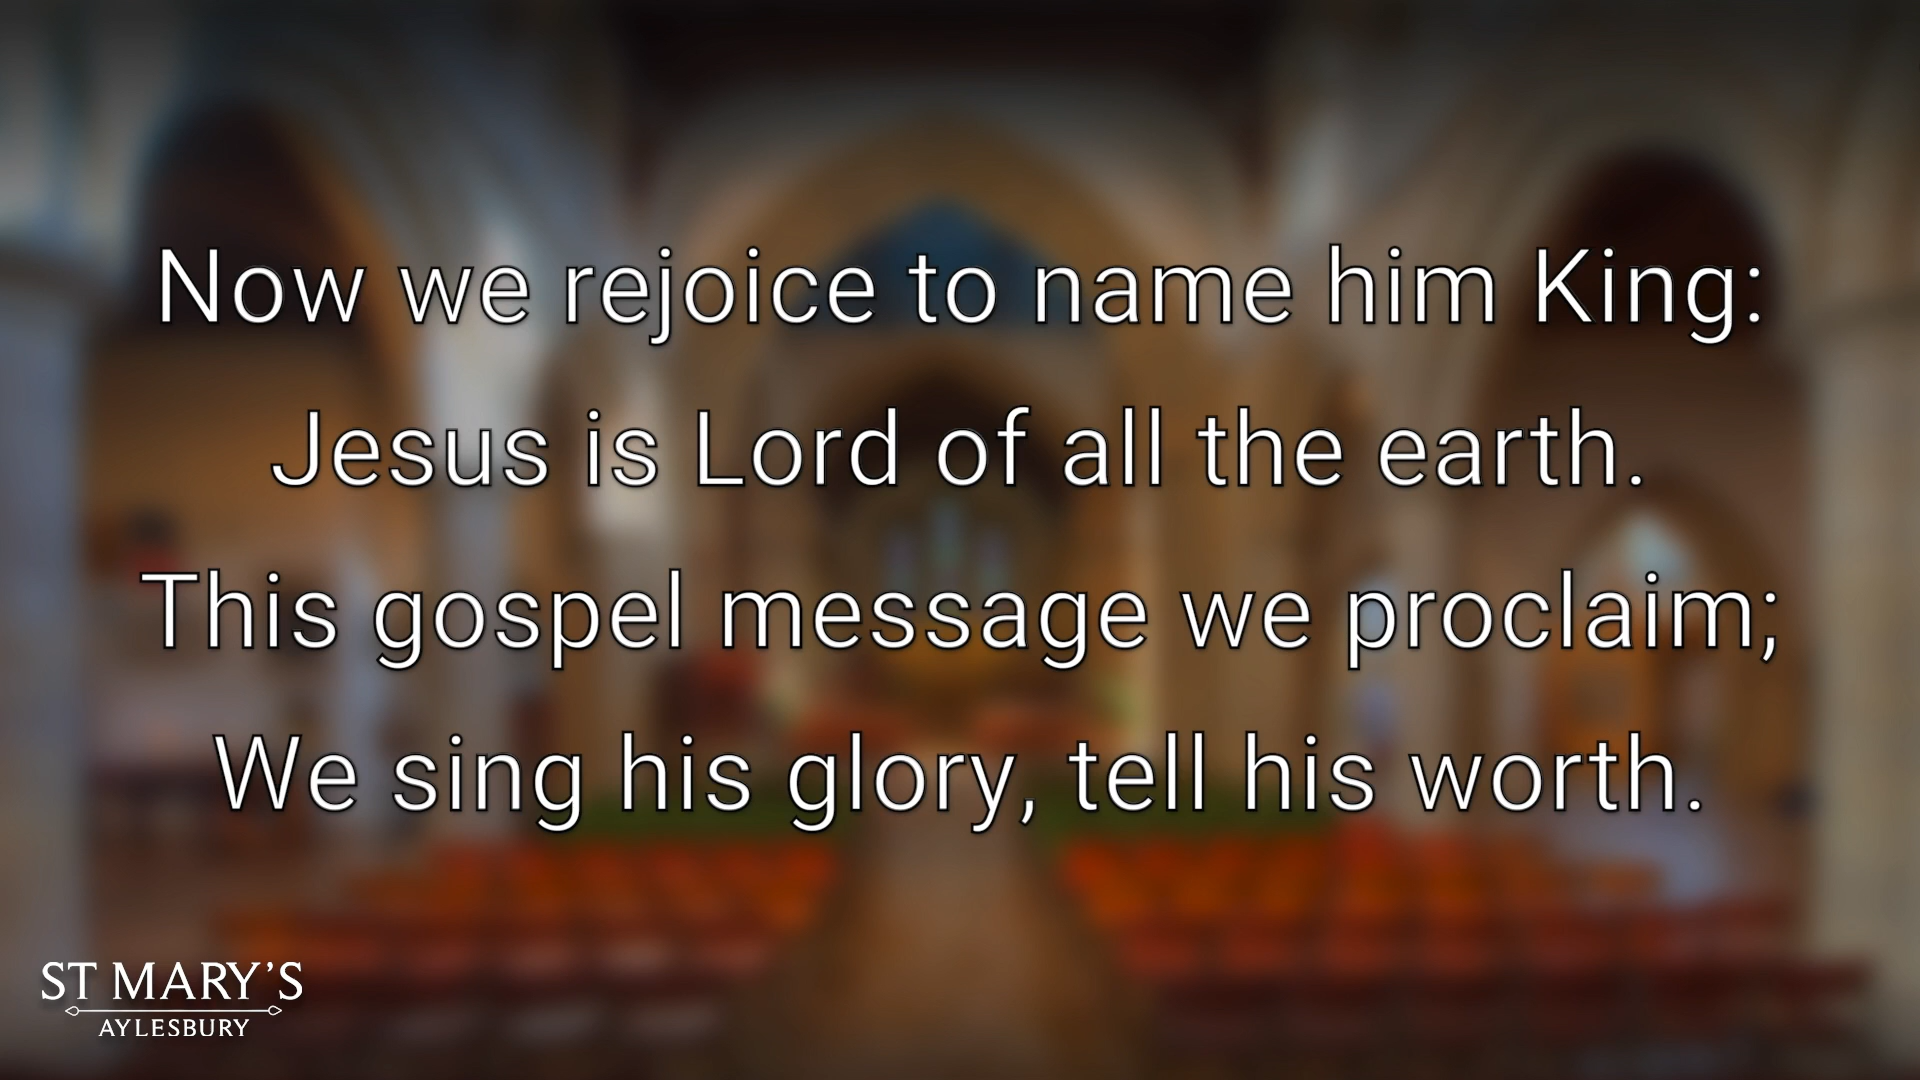 Now we rejoice to name him King:
Jesus is Lord of all the earth.
This gospel message we proclaim;
We sing his glory, tell his worth.
ST MARY'S
AYLESBURY